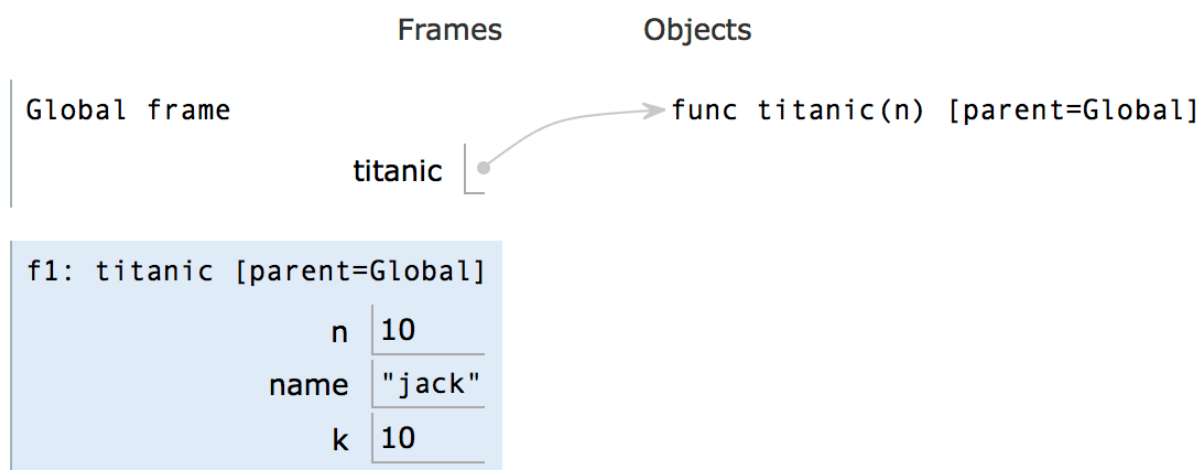 Frames Objects
Global frame func titanic(n) [parent=Global]
titanic
f1: titanic [parent=Global]
n 10
name "jack"
k 10